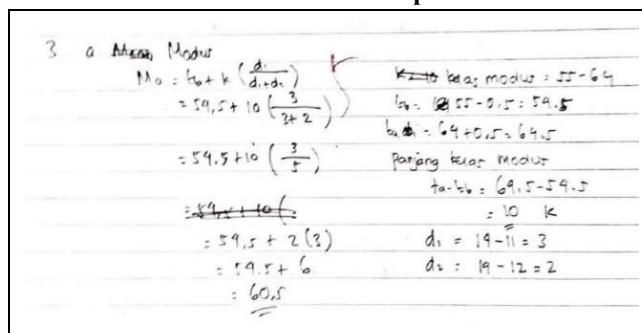 3 a Modus
Mo = tb + k (d1 / d1+d2)
= 54,5 + 10 (3 / 3+2)
= 54.5 + 10 (3 / 5)
= 54,5 + 10 (
= 54,5 + 2 (3)
= 54.5 + 6
= 60,5
kelas modus = 55 - 64
tb = 55 - 0,5 = 54.5
= 64 + 0,5 = 64,5
panjang kelas modus
ta - tb = 64,5 - 54.5
= 10 k
d1 = 14 - 11 = 3
d2 = 14 - 12 = 2